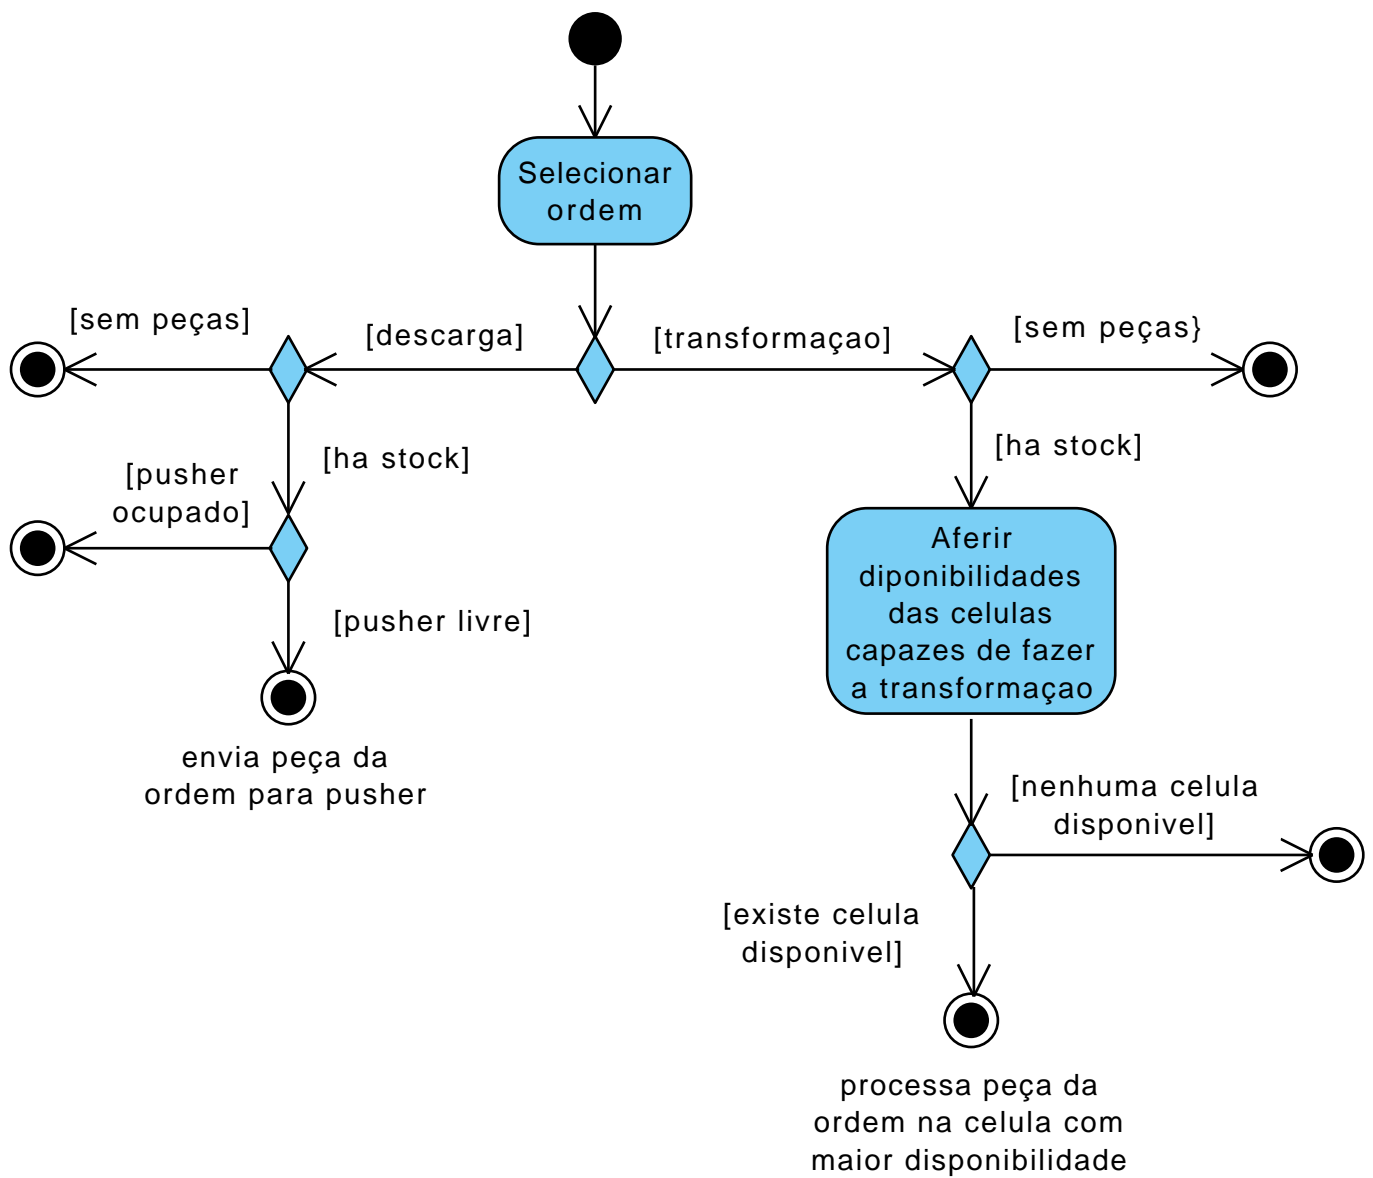 Selecionar
ordem
[sem peças]
[descarga]
[transformaçao]
[sem peças}
[ha stock]
[ha stock]
[pusher
ocupado]
[pusher livre]
envia peça da
ordem para pusher
Aferir
diponibilidades
das celulas
capazes de fazer
a transformaçao
[nenhuma celula
disponivel]
[existe celula
disponivel]
processa peça da
ordem na celula com
maior disponibilidade